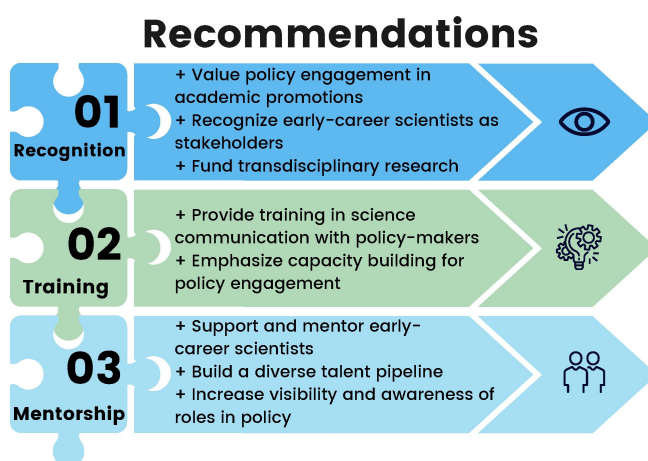 Recommendations
01
Recognition
+ Value policy engagement in
academic promotions
+ Recognize early-career scientists as
stakeholders
+ Fund transdisciplinary research
02
Training
+ Provide training in science
communication with policy-makers
+ Emphasize capacity building for
policy engagement
03
Mentorship
+ Support and mentor early-
career scientists
+ Build a diverse talent pipeline
+ Increase visibility and awareness of
roles in policy